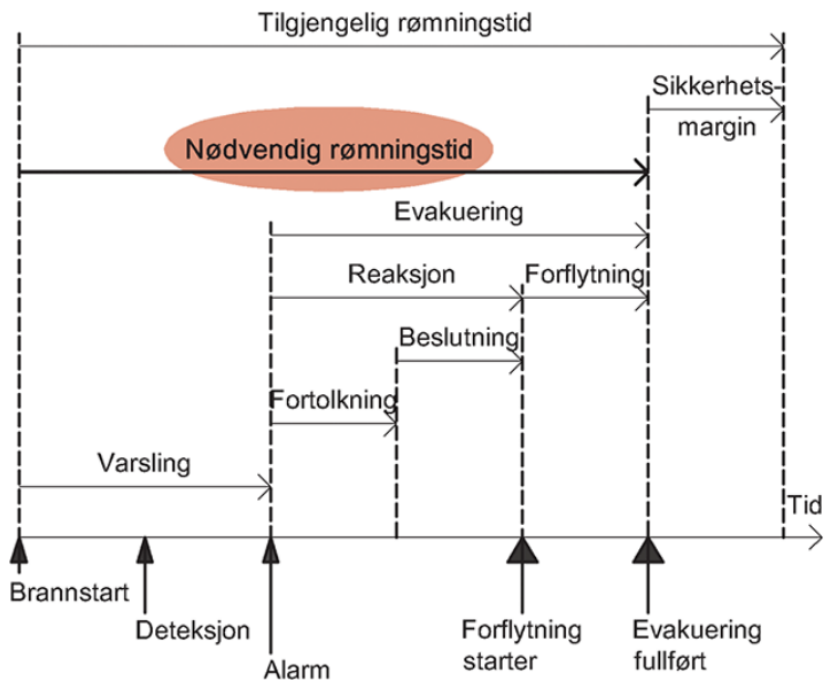 Tilgjengelig rømningstid
Sikkerhets-
margin
Nødvendig rømningstid
Evakuering
Reaksjon
Forflytning
Beslutning
Fortolkning
Varsling
Tid
Brannstart
Deteksjon
Alarm
Forflytning
starter
Evakuering
fullført